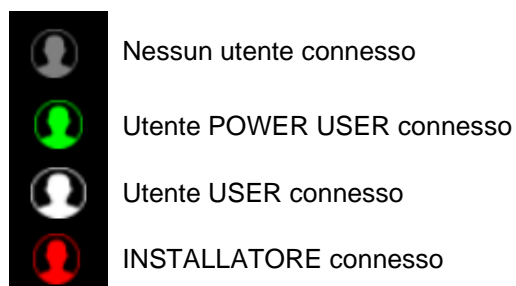 Nessun utente connesso
Utente POWER USER connesso
Utente USER connesso
INSTALLATORE connesso